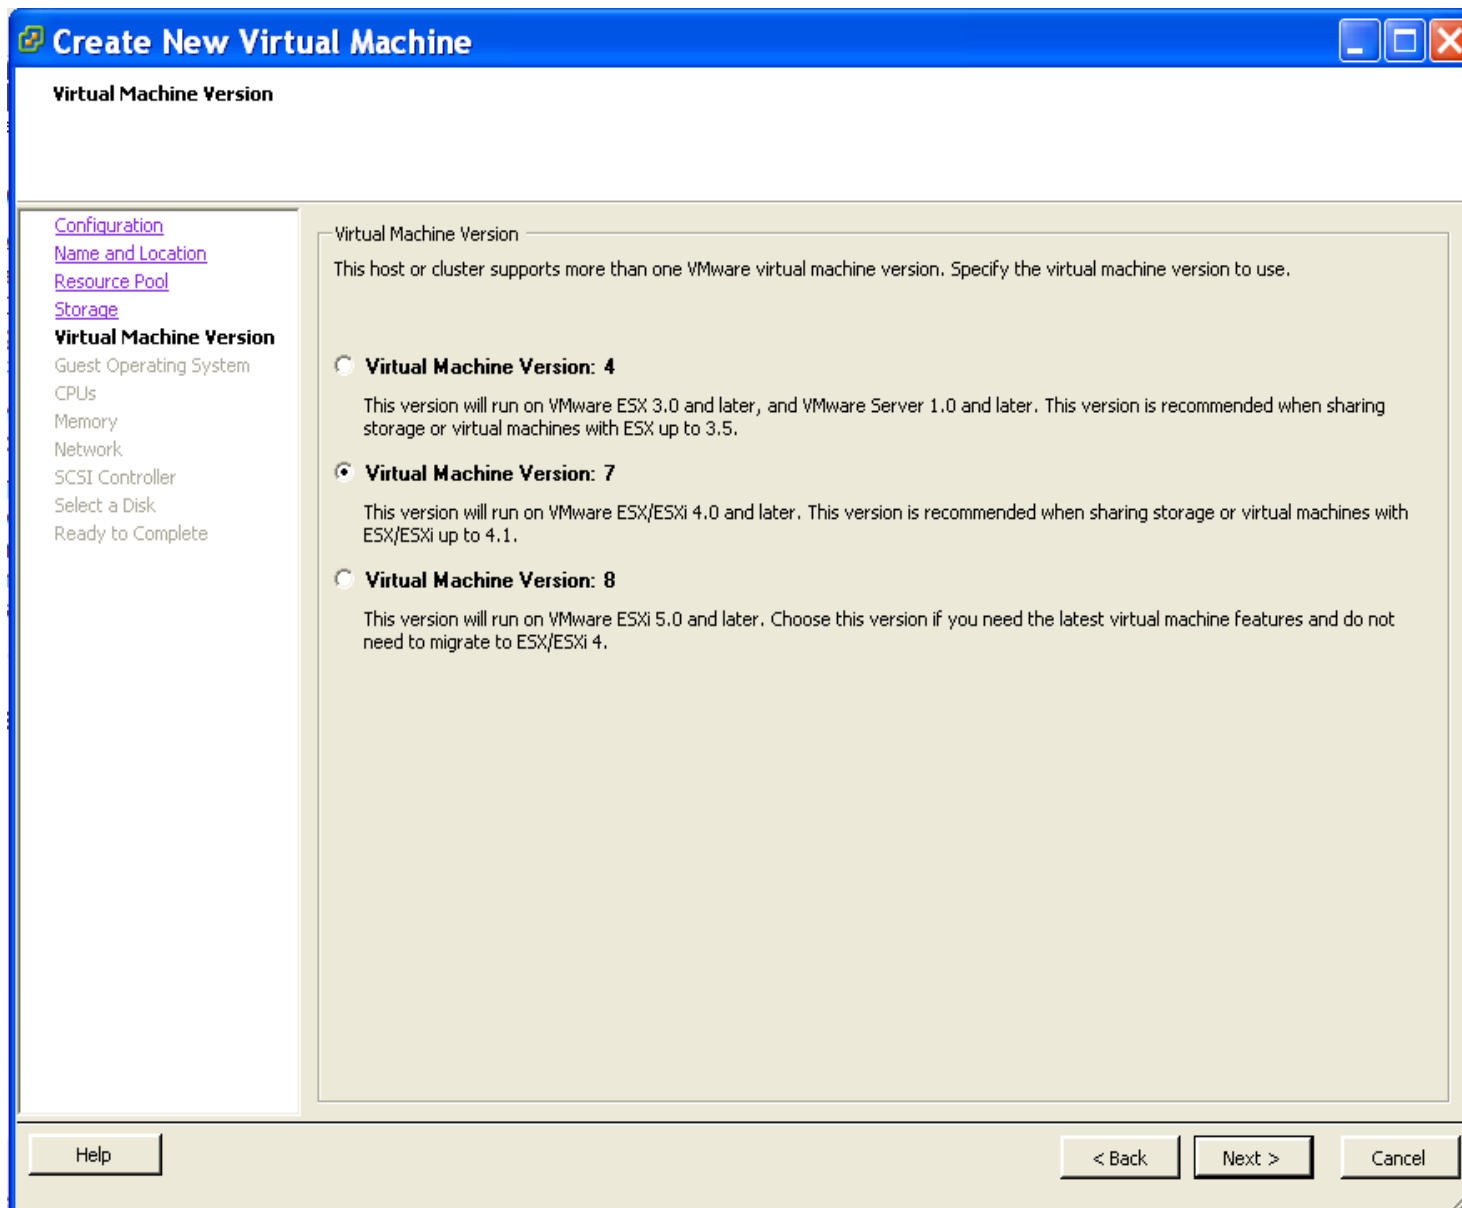 Create New Virtual Machine
Virtual Machine Version
Configuration
Name and Location
Resource Pool
Storage
Virtual Machine Version
Guest Operating System
CPUs
Memory
Network
SCSI Controller
Select a Disk
Ready to Complete
Virtual Machine Version
This host or cluster supports more than one VMware virtual machine version. Specify the virtual machine version to use.
Virtual Machine Version: 4
This version will run on VMware ESX 3.0 and later, and VMware Server 1.0 and later. This version is recommended when sharing
storage or virtual machines with ESX up to 3.5.
Virtual Machine Version: 7
This version will run on VMware ESX/ESXi 4.0 and later. This version is recommended when sharing storage or virtual machines with
ESX/ESXi up to 4.1.
Virtual Machine Version: 8
This version will run on VMware ESXi 5.0 and later. Choose this version if you need the latest virtual machine features and do not
need to migrate to ESX/ESXi 4.
Help
< Back
Next >
Cancel